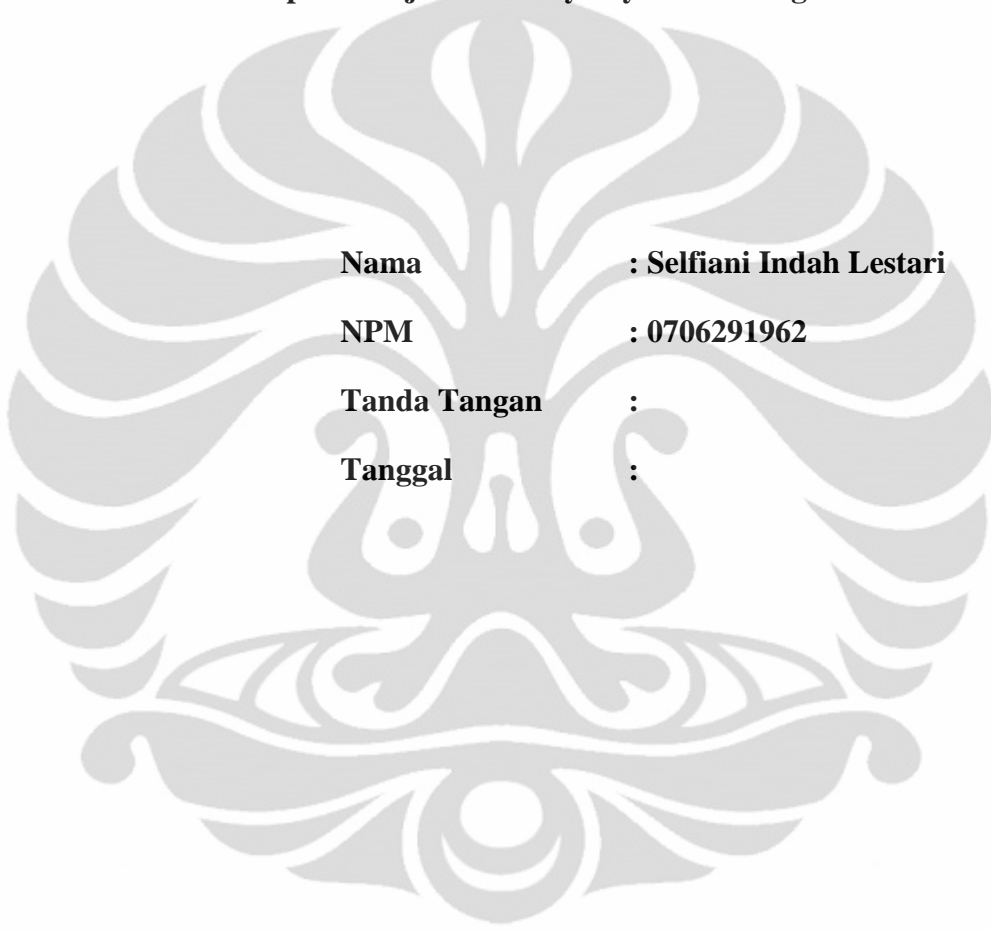 Nama : Selfiani Indah Lestari
NPM : 0706291962
Tanda Tangan :
Tanggal :